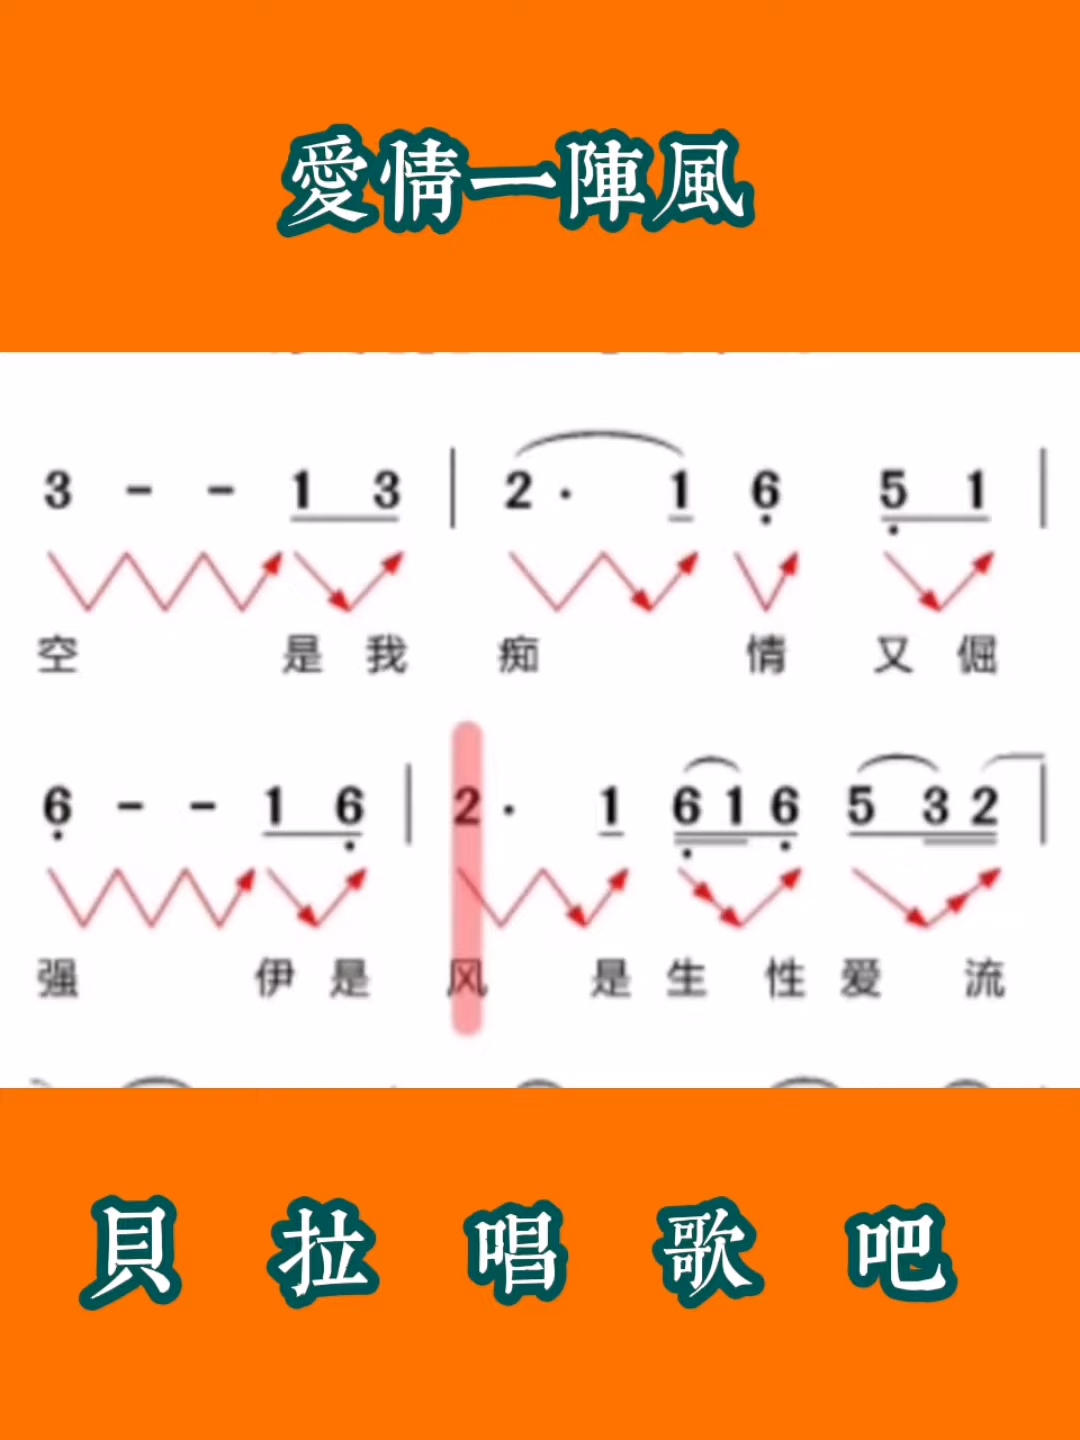 愛情一陣風
3 - - 1 3 | 2· 1 6 5 1 |
空 是 我 痴 情 又 倔
6 - - 1 6 | 2· 1 6 1 6 5 3 2 |
强 伊 是 风 是 生 性 爱 流
貝拉唱歌吧